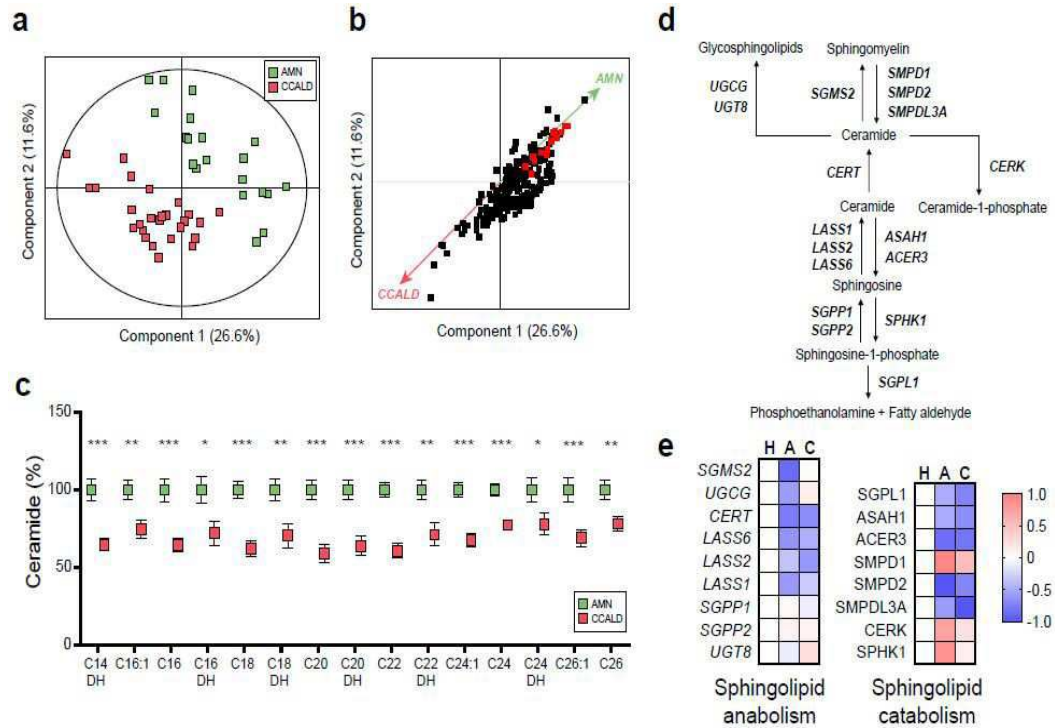 a
AMN
CCALD
Component 2 (11.6%)
Component 1 (26.6%)
b
AMN
CCALD
Component 2 (11.6%)
Component 1 (26.6%)
c
150
100
50
0
Ceramide (%)
*** ** *** * *** ** *** *** *** ** *** *** * *** **
AMN
CCALD
C14 DH
C16:1
C16
C16 DH
C18
C18 DH
C20
C20 DH
C22
C22 DH
C24:1
C24
C24 DH
C26:1
C26
d
Glycosphingolipids
Sphingomyelin
UGCG
UGT8
SGMS2
SMPD1
SMPD2
SMPDL3A
Ceramide
CERT
CERK
Ceramide
Ceramide-1-phosphate
LASS1
LASS2
LASS6
ASAH1
ACER3
Sphingosine
SGPP1
SGPP2
SPHK1
Sphingosine-1-phosphate
SGPL1
Phosphoethanolamine + Fatty aldehyde
e
H A C
SGMS2
UGCG
CERT
LASS6
LASS2
LASS1
SGPP1
SGPP2
UGT8
Sphingolipid
anabolism
H A C
SGPL1
ASAH1
ACER3
SMPD1
SMPD2
SMPDL3A
CERK
SPHK1
Sphingolipid
catabolism
1.0
0.5
0
-0.5
-1.0